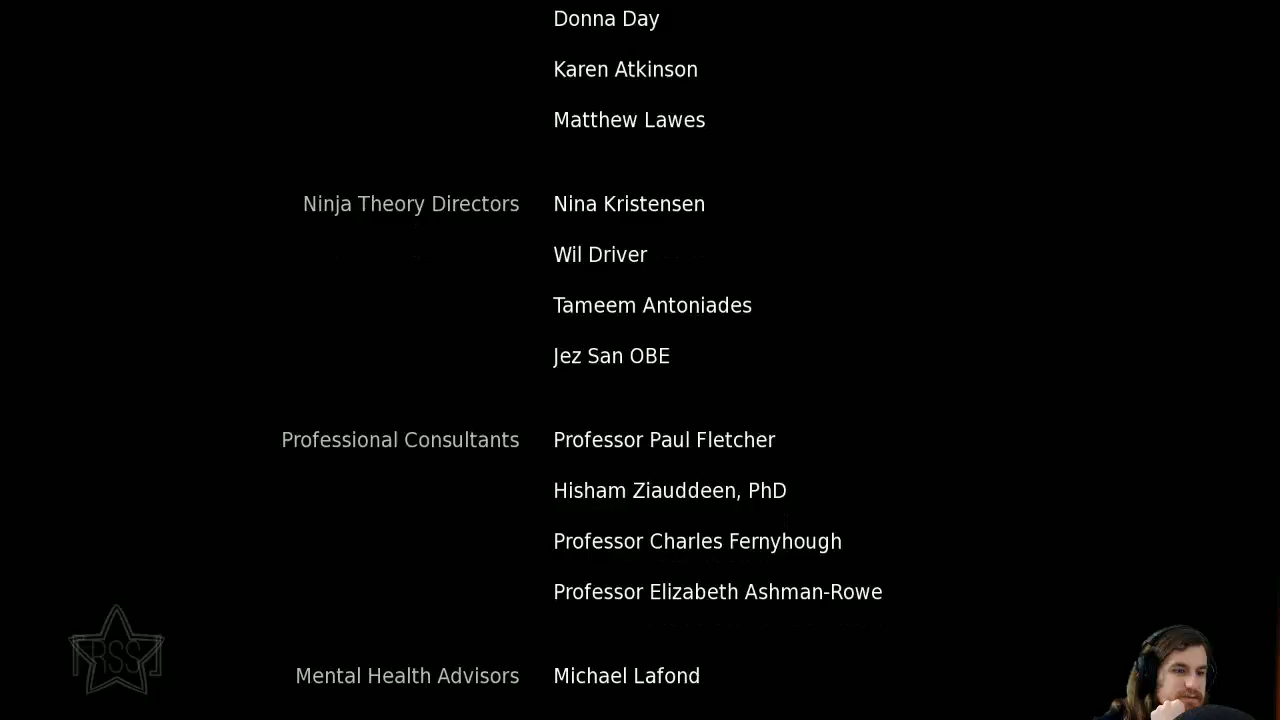 Donna Day
Karen Atkinson
Matthew Lawes
Ninja Theory Directors Nina Kristensen
Wil Driver
Tameem Antoniades
Jez San OBE
Professional Consultants Professor Paul Fletcher
Hisham Ziauddeen, PhD
Professor Charles Fernyhough
Professor Elizabeth Ashman-Rowe
Mental Health Advisors Michael Lafond
RSS